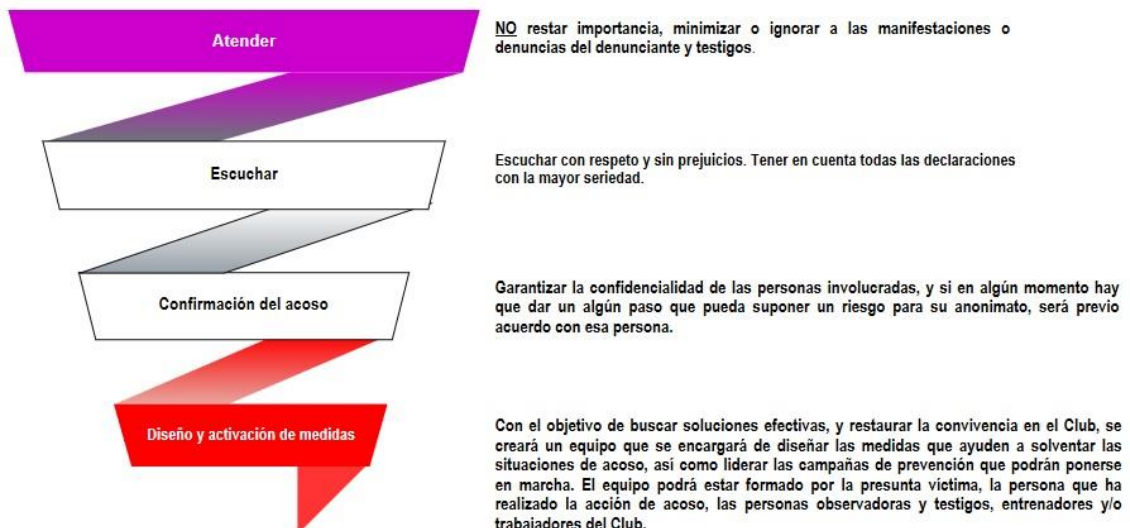 Atender
NO restar importancia, minimizar o ignorar a las manifestaciones o
denuncias del denunciante y testigos.
Escuchar
Escuchar con respeto y sin prejuicios. Tener en cuenta todas las declaraciones
con la mayor seriedad.
Confirmación del acoso
Garantizar la confidencialidad de las personas involucradas, y si en algún momento hay
que dar un algún paso que pueda suponer un riesgo para su anonimato, será previo
acuerdo con esa persona.
Diseño y activación de medidas
Con el objetivo de buscar soluciones efectivas, y restaurar la convivencia en el Club, se
creará un equipo que se encargará de diseñar las medidas que ayuden a solventar las
situaciones de acoso, así como liderar las campañas de prevención que podrán ponerse
en marcha. El equipo podrá estar formado por la presunta víctima, la persona que ha
realizado la acción de acoso, las personas observadoras y testigos, entrenadores y/o
trabajadores del Club.